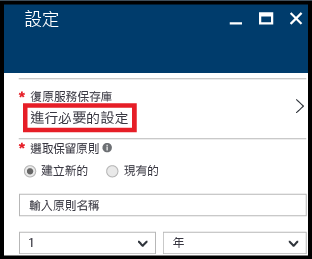 設定
* 復原服務保存庫
進行必要的設定
* 選取保留原則
建立新的 現有的
輸入原則名稱
1 年